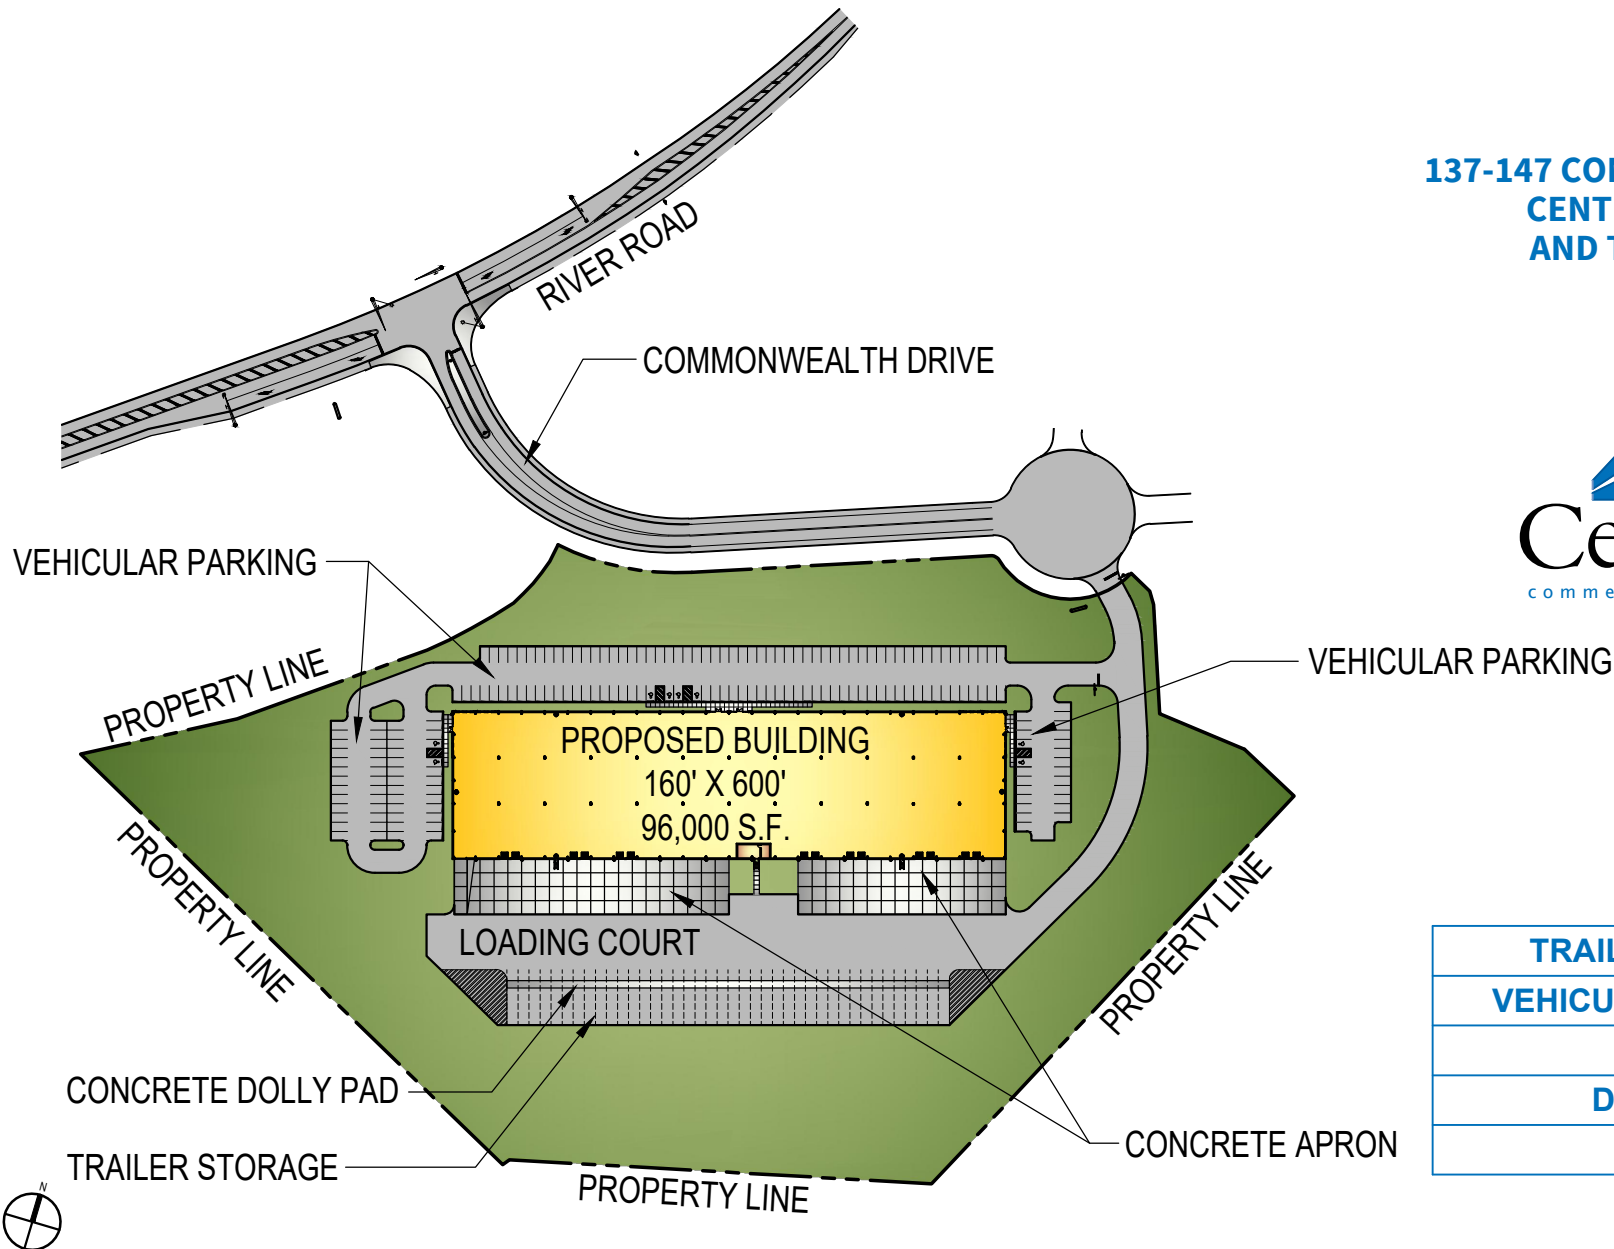 137-147 CO
CENT
AND T
RIVER ROAD
COMMONWEALTH DRIVE
Ce
comme
VEHICULAR PARKING
VEHICULAR PARKING
PROPERTY LINE
PROPOSED BUILDING
160' X 600'
96,000 S.F.
PROPERTY LINE
PROPERTY LINE
LOADING COURT
TRAIL
VEHICU
D
CONCRETE DOLLY PAD
CONCRETE APRON
TRAILER STORAGE
PROPERTY LINE
N